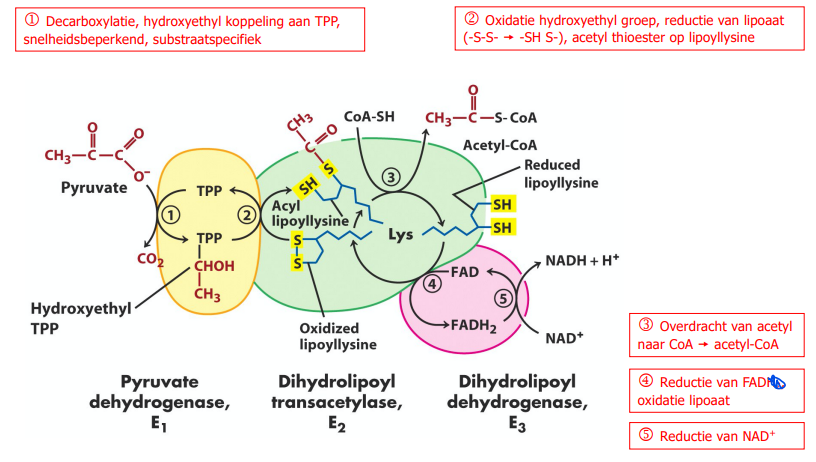 ① Decarboxylatie, hydroxyethyl koppeling aan TPP,
snelheidsbeperkend, substraatspecifiek
② Oxidatie hydroxyethyl groep, reductie van lipoaat
(-S-S- → -SH S-), acetyl thioester op lipoyllysine
CH₃—C—C
O
O
O⁻
Pyruvate
CO₂
①
TPP
TPP
CHOH
CH₃
Hydroxyethyl
TPP
②
CH₃
C
O
S
SH
Acyl
lipoyllysine
S
S
Oxidized
lipoyllysine
CoA-SH
③
O
CH₃—C—S-CoA
Acetyl-CoA
Reduced
lipoyllysine
SH
SH
Lys
④
FAD
FADH₂
⑤
NADH + H⁺
NAD⁺
Pyruvate
dehydrogenase,
E₁
Dihydrolipoyl
transacetylase,
E₂
Dihydrolipoyl
dehydrogenase,
E₃
③ Overdracht van acetyl
naar CoA → acetyl-CoA
④ Reductie van FAD
oxidatie lipoaat
⑤ Reductie van NAD⁺